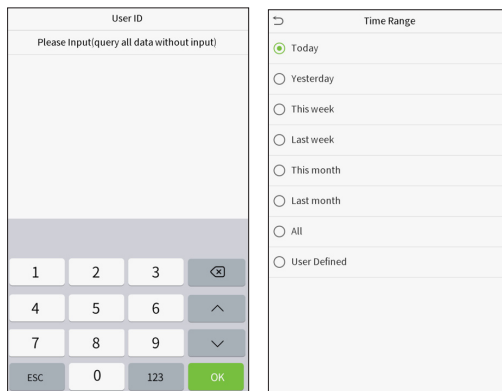 User ID
Please Input(query all data without input)
1 2 3
4 5 6
7 8 9
ESC 0 123 OK
Time Range
Today
Yesterday
This week
Last week
This month
Last month
All
User Defined